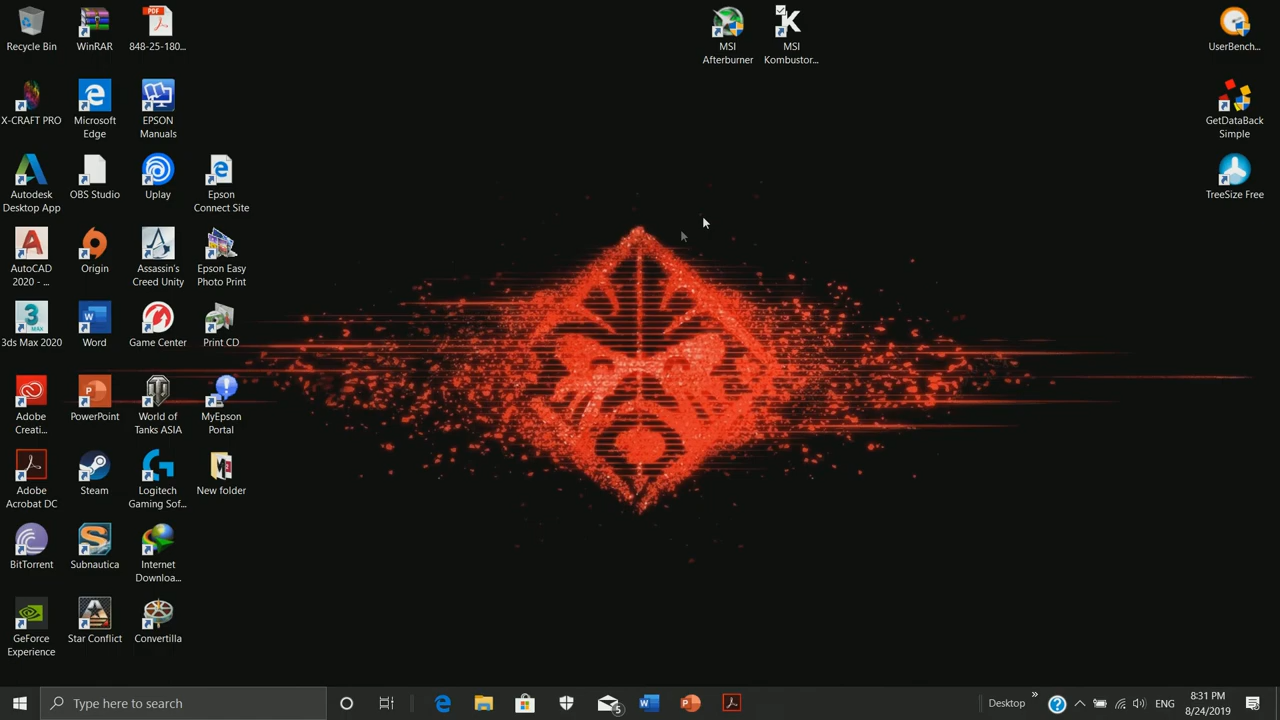 Recycle Bin
WinRAR
PDF
848-25-180...
MSI
Afterburner
K
MSI
Kombustor...
UserBench...
X-CRAFT PRO
Microsoft
Edge
EPSON
Manuals
GetDataBack
Simple
Autodesk
Desktop App
OBS Studio
Uplay
Epson
Connect Site
TreeSize Free
AutoCAD
2020 - ...
Origin
Assassin's
Creed Unity
Epson Easy
Photo Print
3
MAX
3ds Max 2020
W
Word
Game Center
Print CD
Adobe
Creati...
P
PowerPoint
World of
Tanks ASIA
MyEpson
Portal
Adobe
Acrobat DC
Steam
Logitech
Gaming Sof...
New folder
BitTorrent
Subnautica
Internet
Downloa...
GeForce
Experience
Star Conflict
Convertilla
Type here to search
5
Desktop
»
ENG
8:31 PM
8/24/2019